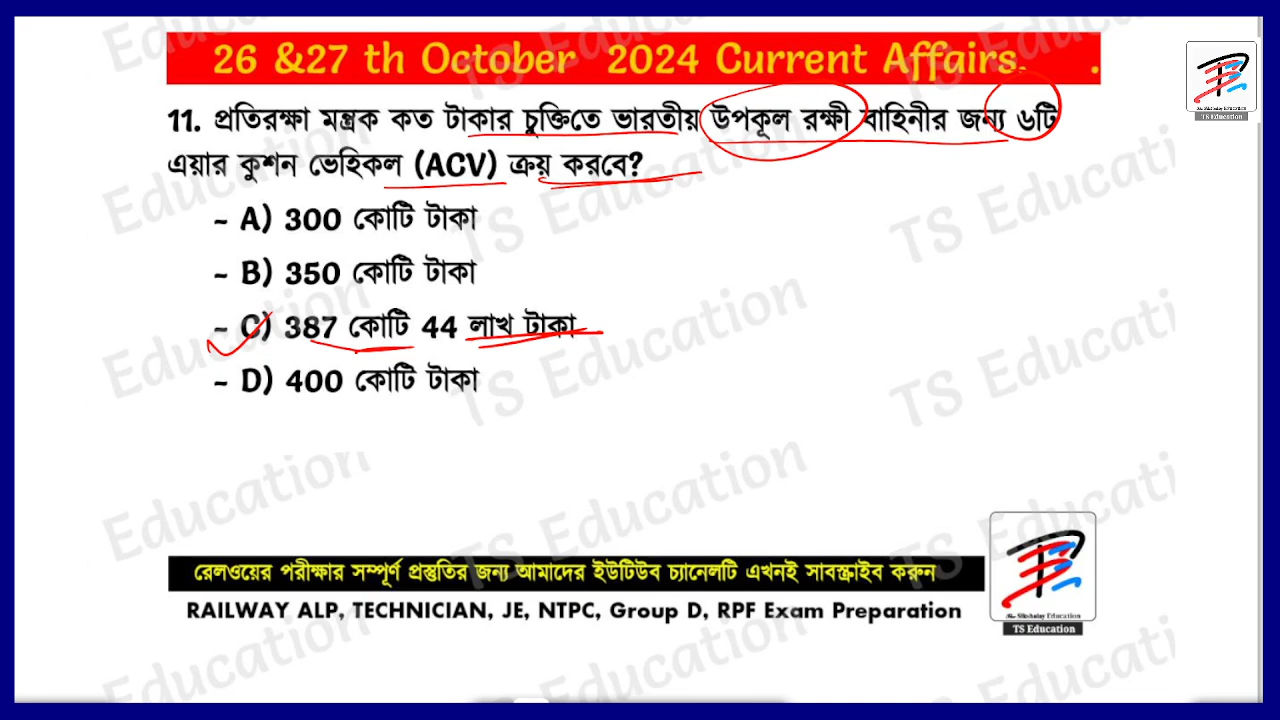 26 &27 th October 2024 Current Affairs. .
11. প্রতিরক্ষা মন্ত্রক কত টাকার চুক্তিতে ভারতীয় উপকূল রক্ষী বাহিনীর জন্য ৬টি
এয়ার কুশন ভেহিকল (ACV) ক্রয় করবে?
~ A) 300 কোটি টাকা
~ B) 350 কোটি টাকা
~ C) 387 কোটি 44 লাখ টাকা
~ D) 400 কোটি টাকা
রেলওয়ের পরীক্ষার সম্পূর্ণ প্রস্তুতির জন্য আমাদের ইউটিউব চ্যানেলটি এখনই সাবস্ক্রাইব করুন
RAILWAY ALP, TECHNICIAN, JE, NTPC, Group D, RPF Exam Preparation
TS Education
TS Education